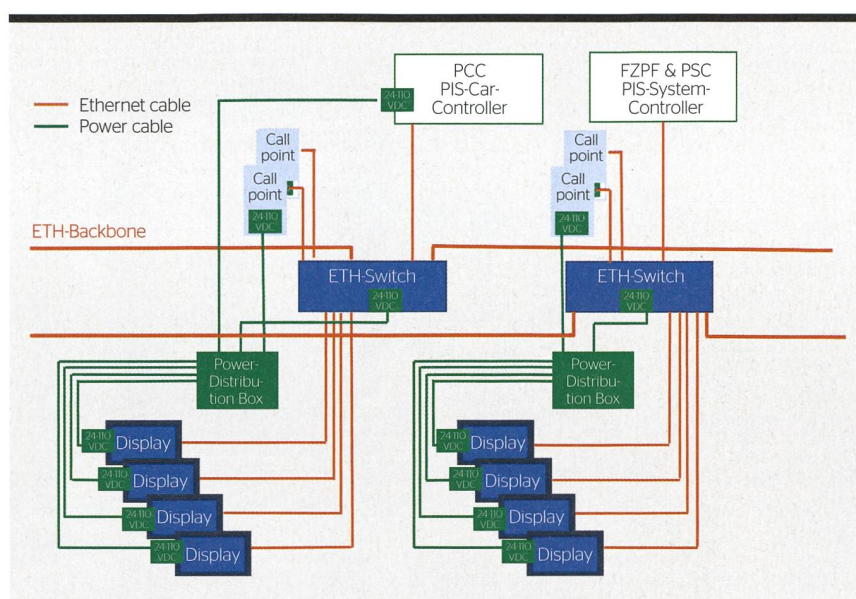 PCC
PIS-Car-
Controller
24-110
VDC
FZPF & PSC
PIS-System-
Controller
Ethernet cable
Power cable
Call
point
Call
point
24-110
VDC
Call
point
Call
point
24-110
VDC
ETH-Backbone
ETH-Switch
24-110
VDC
ETH-Switch
24-110
VDC
Power-
Distribu-
tion Box
Power-
Distribu-
tion Box
24-110
VDC
Display
24-110
VDC
Display
24-110
VDC
Display
24-110
VDC
Display
24-110
VDC
Display
24-110
VDC
Display
24-110
VDC
Display
24-110
VDC
Display